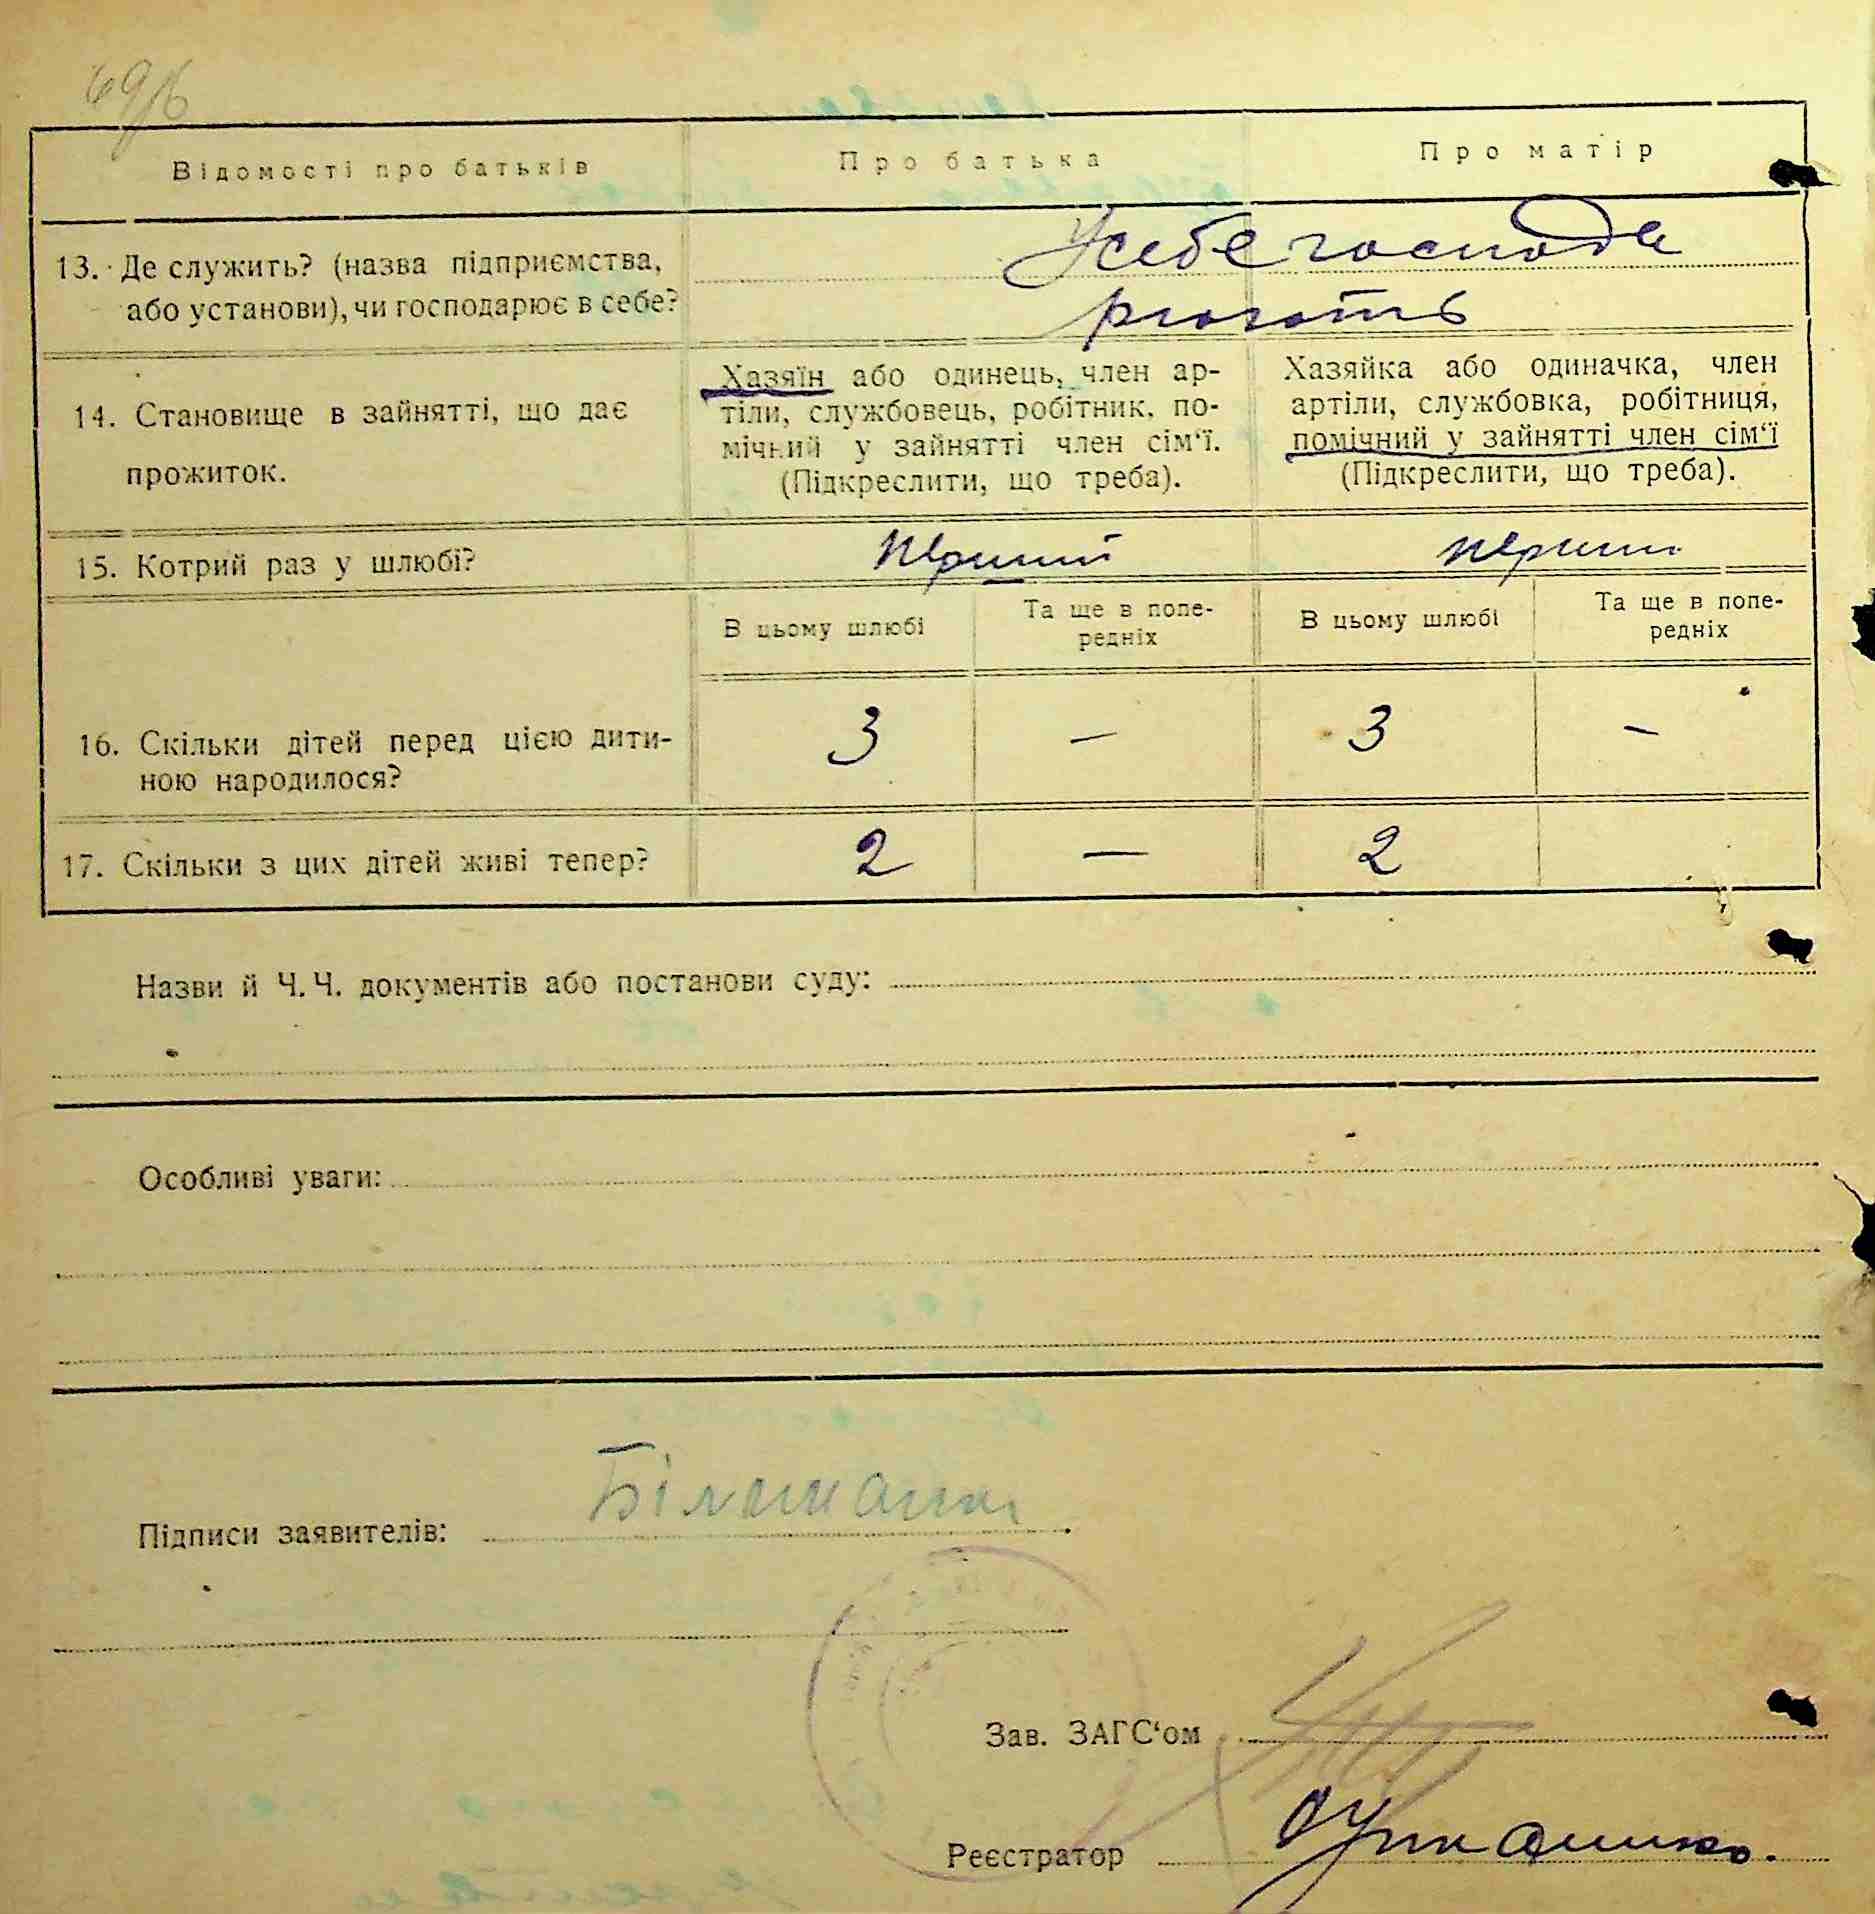 69/б
Відомості про батьків
Про батька
Про матір
13. Де служить? (назва підприємства,
або установи), чи господарює в себе?
У себе господа
рюють
14. Становище в зайнятті, що дає
прожиток.
Хазяїн або одинець, член ар-
тіли, службовець, робітник, по-
мічний у зайнятті член сім‘ї.
(Підкреслити, що треба).
Хазяйка або одиначка, член
артіли, службовка, робітниця,
помічний у зайнятті член сім‘ї
(Підкреслити, що треба).
15. Котрий раз у шлюбі?
перший
перший
В цьому шлюбі
Та ще в попе-
редніх
В цьому шлюбі
Та ще в попе-
редніх
16. Скільки дітей перед цією дити-
ною народилося?
3
—
3
—
17. Скільки з цих дітей живі тепер?
2
—
2
Назви й Ч. Ч. документів або постанови суду:
Особливі уваги:
Підписи заявителів:
Зав. ЗАГС‘ом
Реєстратор